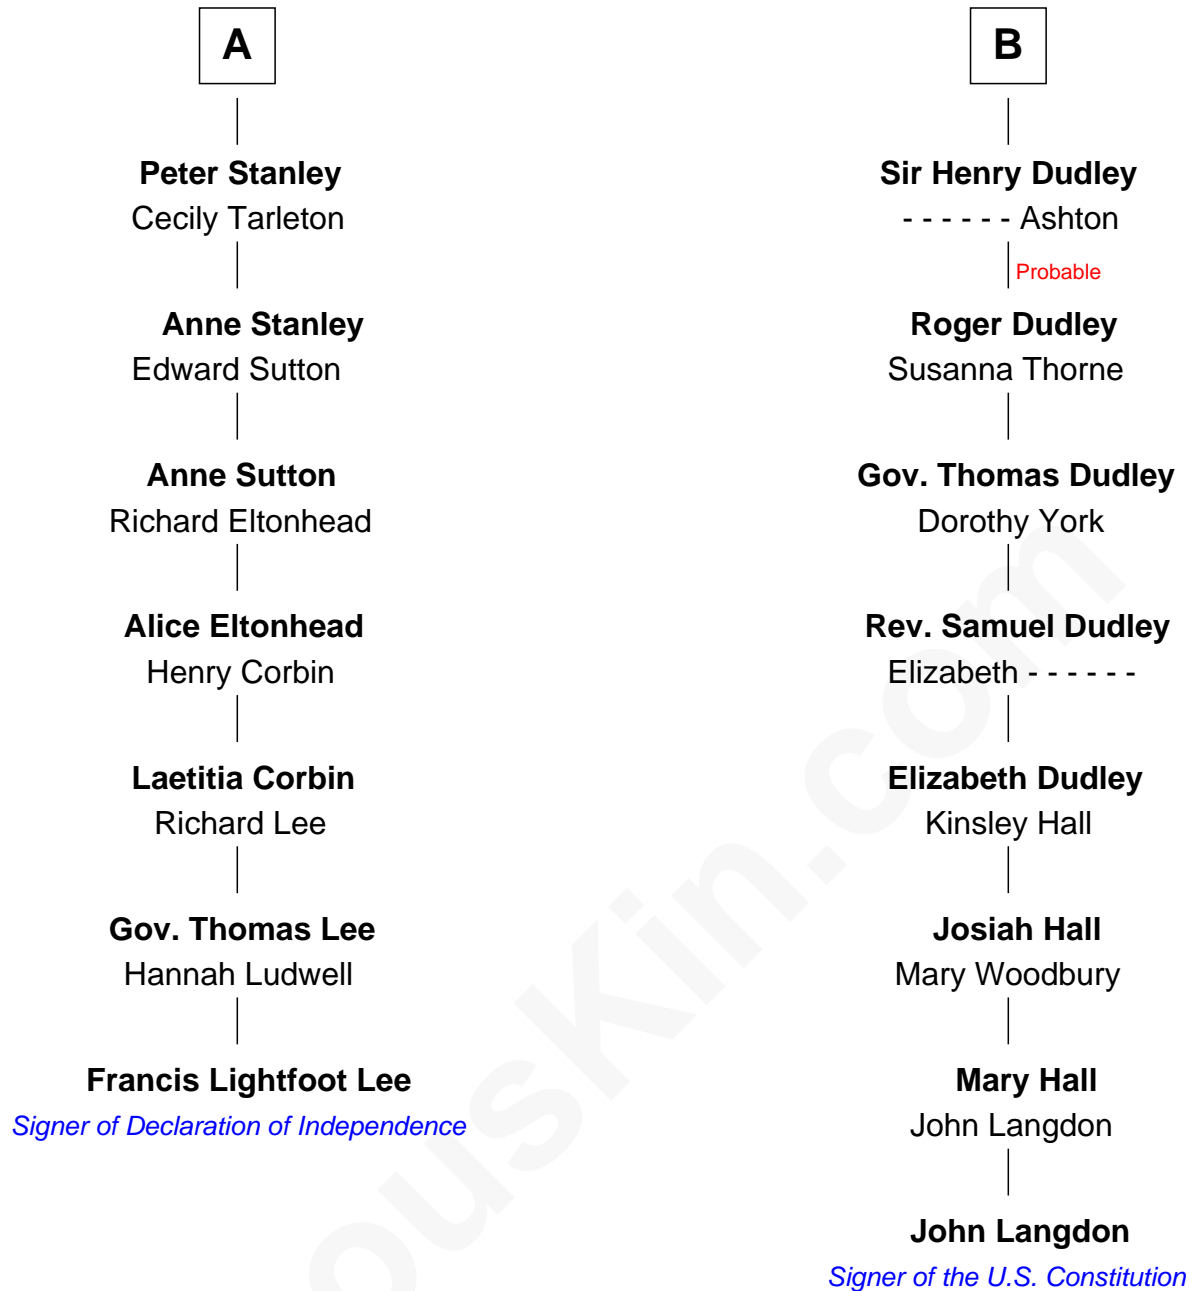 A
Peter Stanley
Cecily Tarleton
Anne Stanley
Edward Sutton
Anne Sutton
Richard Eltonhead
Alice Eltonhead
Henry Corbin
Laetitia Corbin
Richard Lee
Gov. Thomas Lee
Hannah Ludwell
Francis Lightfoot Lee
Signer of Declaration of Independence
B
Sir Henry Dudley
- - - - - - Ashton
Probable
Roger Dudley
Susanna Thorne
Gov. Thomas Dudley
Dorothy York
Rev. Samuel Dudley
Elizabeth - - - - - -
Elizabeth Dudley
Kinsley Hall
Josiah Hall
Mary Woodbury
Mary Hall
John Langdon
John Langdon
Signer of the U.S. Constitution
ousKin.com